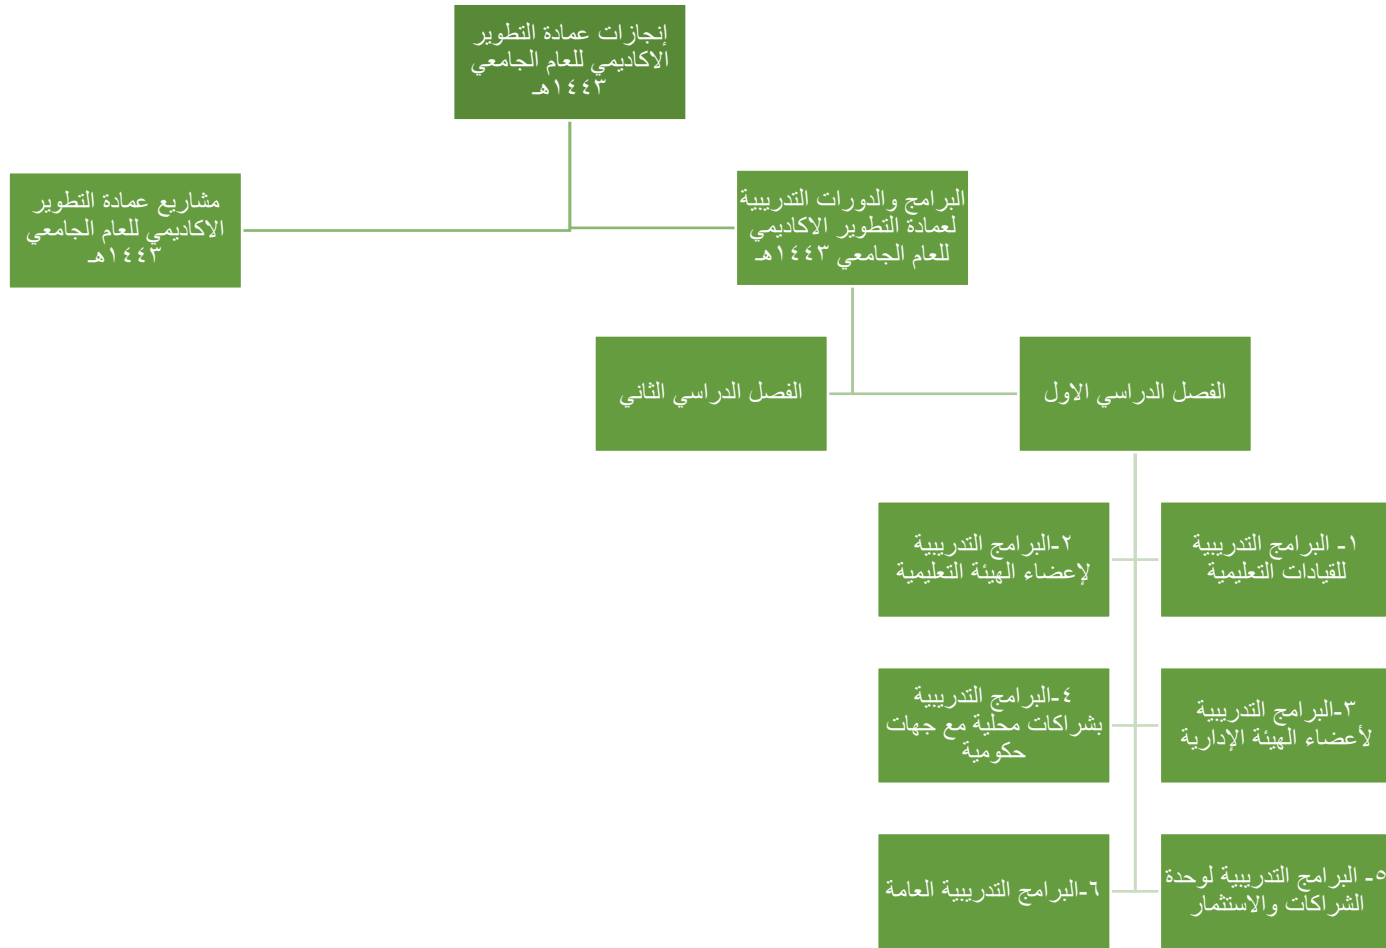 إنجازات عمادة التطوير
الاكاديمي للعام الجامعي
١٤٤٣هـ
البرامج والدورات التدريبية
لعمادة التطوير الاكاديمي
للعام الجامعي ١٤٤٣هـ
مشاريع عمادة التطوير
الاكاديمي للعام الجامعي
١٤٤٣هـ
الفصل الدراسي الاول
الفصل الدراسي الثاني
١- البرامج التدريبية
للقيادات التعليمية
٢-البرامج التدريبية
لإعضاء الهيئة التعليمية
٣-البرامج التدريبية
لأعضاء الهيئة الإدارية
٤-البرامج التدريبية
بشراكات محلية مع جهات
حكومية
٥- البرامج التدريبية لوحدة
الشراكات والاستثمار
٦-البرامج التدريبية العامة